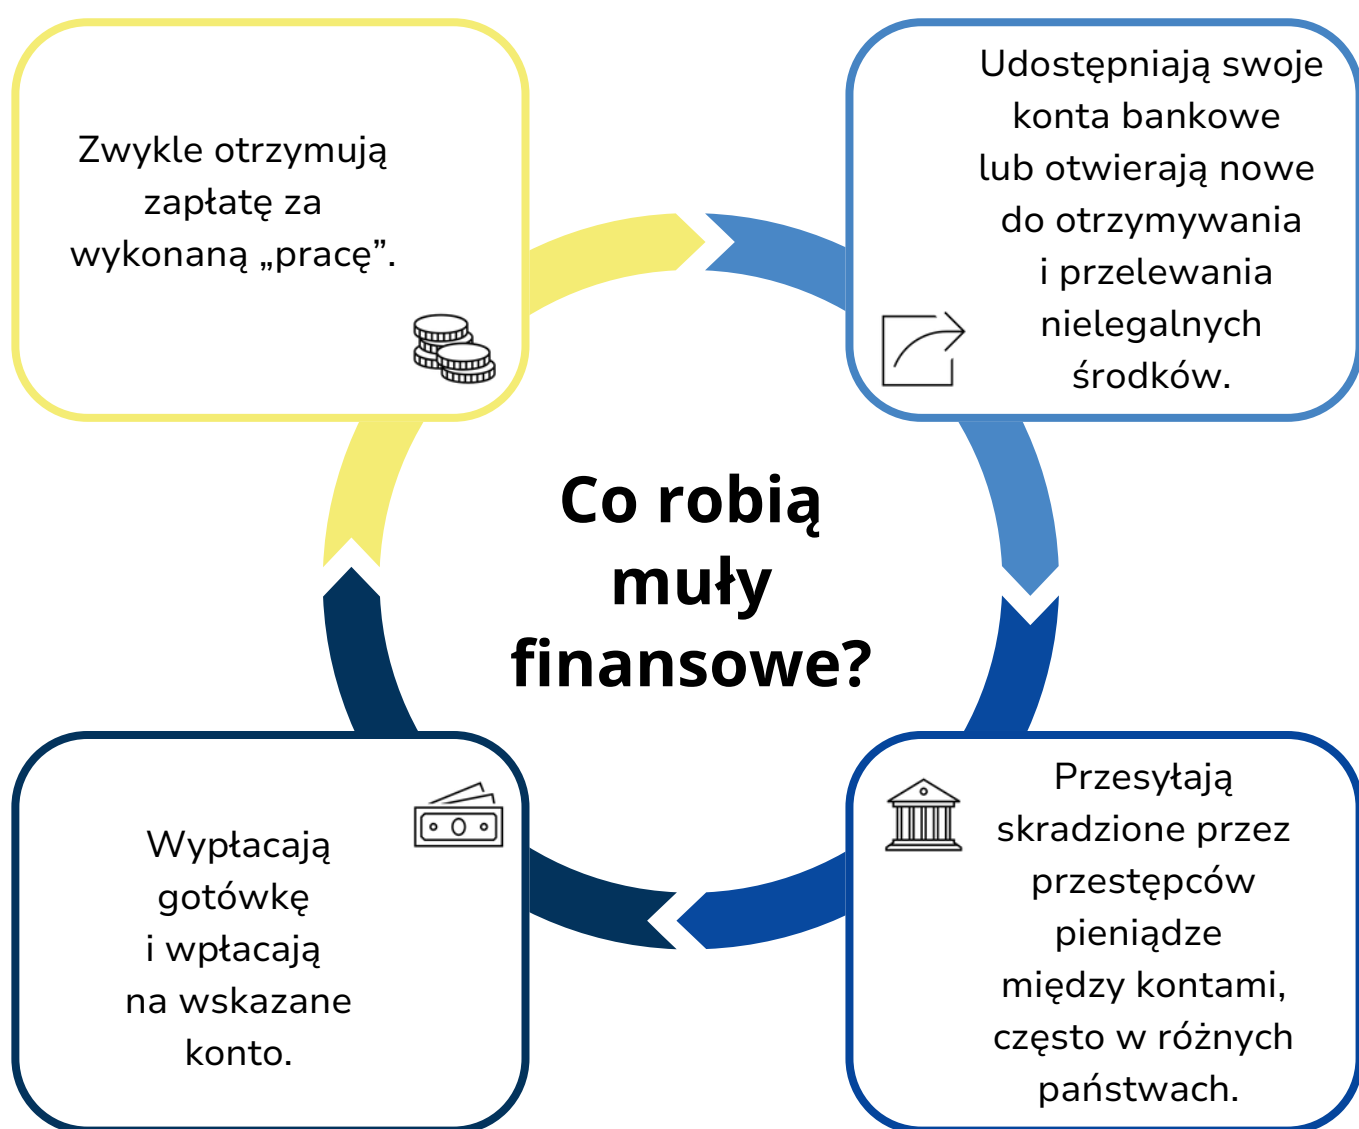 Zwykle otrzymują
zapłatę za
wykonaną „pracę”.
Udostępniają swoje
konta bankowe
lub otwierają nowe
do otrzymywania
i przelewania
nielegalnych
środków.
Co robią
muły
finansowe?
Wypłacają
gotówkę
i wpłacają
na wskazane
konto.
Przesyłają
skradzione przez
przestępców
pieniądze
między kontami,
często w różnych
państwach.